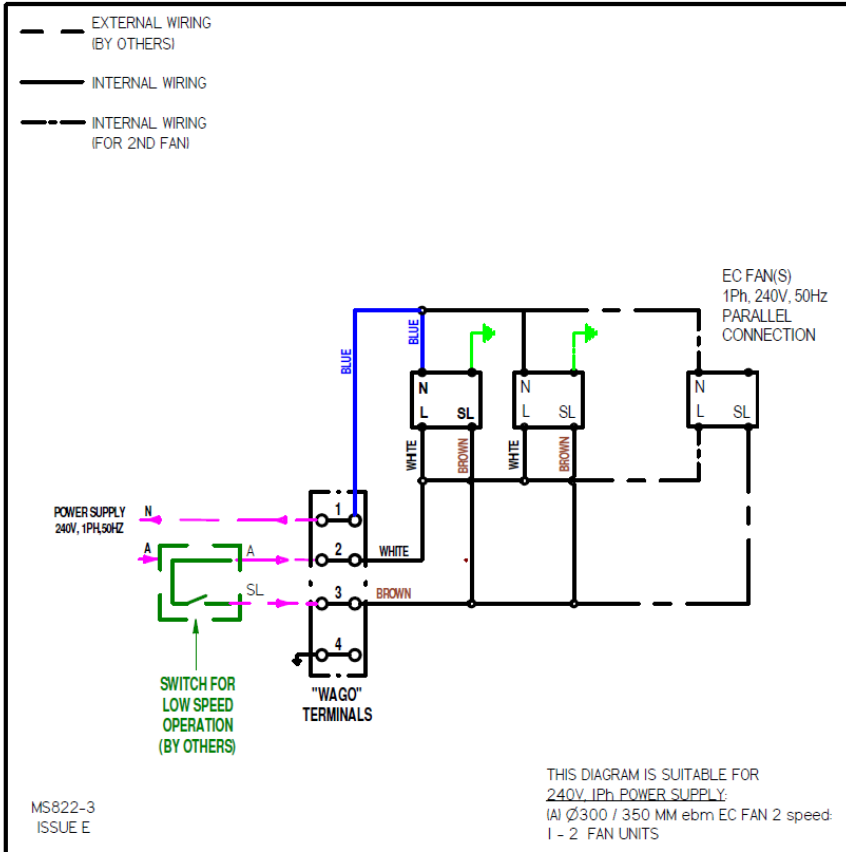 EXTERNAL WIRING
(BY OTHERS)
INTERNAL WIRING
INTERNAL WIRING
(FOR 2ND FAN)
EC FAN(S)
1Ph, 240V, 50Hz
PARALLEL
CONNECTION
BLUE
BLUE
N
L SL
N
L SL
N
L SL
WHITE
BROWN
WHITE
BROWN
POWER SUPPLY N
240V, 1PH,50HZ
1
A
A
2
WHITE
SL
3
BROWN
4
"WAGO"
TERMINALS
SWITCH FOR
LOW SPEED
OPERATION
(BY OTHERS)
THIS DIAGRAM IS SUITABLE FOR
240V, 1Ph POWER SUPPLY:
(A) Ø300 / 350 MM ebm EC FAN 2 speed:
1 - 2 FAN UNITS
MS822-3
ISSUE E